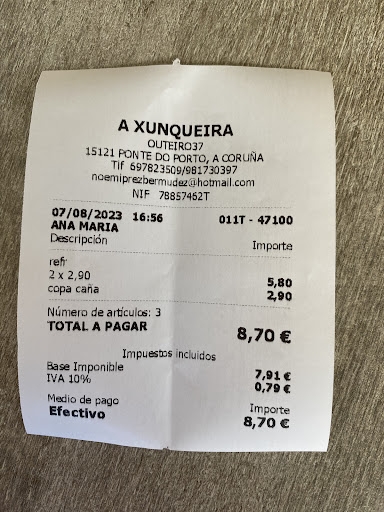 A XUNQUEIRA
OUTEIRO37
15121 PONTE DO PORTO, A CORUÑA
Tlf 697823509/981730397
noemiprezbermudez@hotmail.com
NIF 78857462T
07/08/2023 16:56 011T - 47100
ANA MARIA
Descripción Importe
refr
2 x 2,90 5,80
copa caña 2,90
Número de artículos: 3
TOTAL A PAGAR 8,70 €
Impuestos incluidos
Base Imponible 7,91 €
IVA 10% 0,79 €
Medio de pago Importe
Efectivo 8,70 €